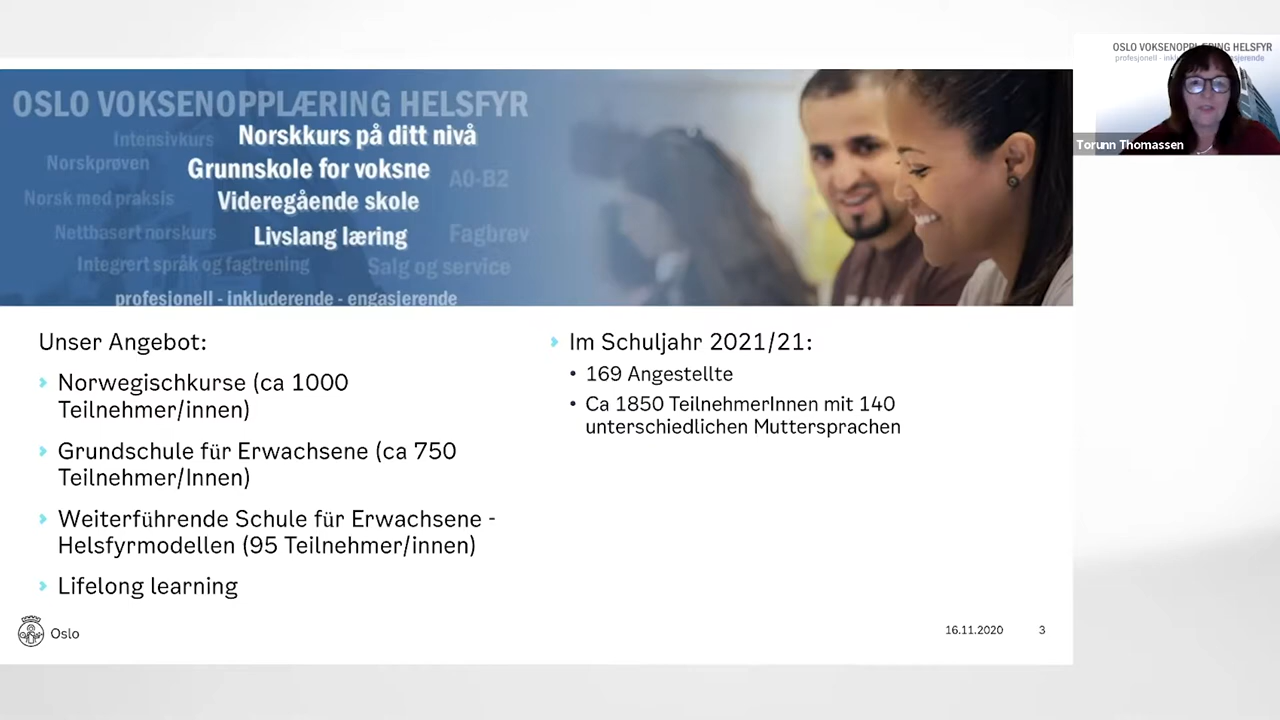 OSLO VOKSENOPPLÆRING HELSFYR
Intensivkurs
Norskkurs på ditt nivå
Norskprøven
Grunnskole for voksne
A0-B2
Norsk med praksis
Videregående skole
Nettbasert norskurs
Livslang læring
Fagbrev
Integrert språk og fagtrening
Salg og service
profesjonell - inkluderende - engasjerende
Unser Angebot:
Norwegischkurse (ca 1000
Teilnehmer/innen)
Grundschule für Erwachsene (ca 750
Teilnehmer/Innen)
Weiterführende Schule für Erwachsene -
Helsfyrmodellen (95 Teilnehmer/innen)
Lifelong learning
Im Schuljahr 2021/21:
• 169 Angestellte
• Ca 1850 TeilnehmerInnen mit 140
unterschiedlichen Muttersprachen
Oslo
16.11.2020
3
HELSFYR
Torunn Thomassen